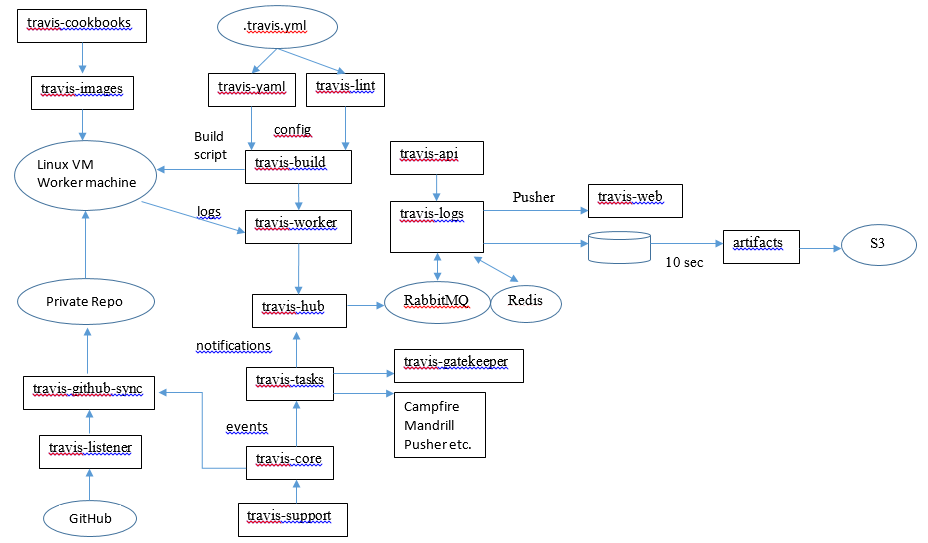 travis-cookbooks
.travis.yml
travis-images
travis-yaml
travis-lint
config
Build
script
travis-build
travis-api
Linux VM
Worker machine
travis-logs
Pusher
travis-web
logs
travis-worker
artifacts
S3
10 sec
Private Repo
travis-hub
RabbitMQ
Redis
notifications
travis-gatekeeper
travis-tasks
travis-github-sync
Campfire
Mandrill
Pusher etc.
events
travis-listener
travis-core
GitHub
travis-support